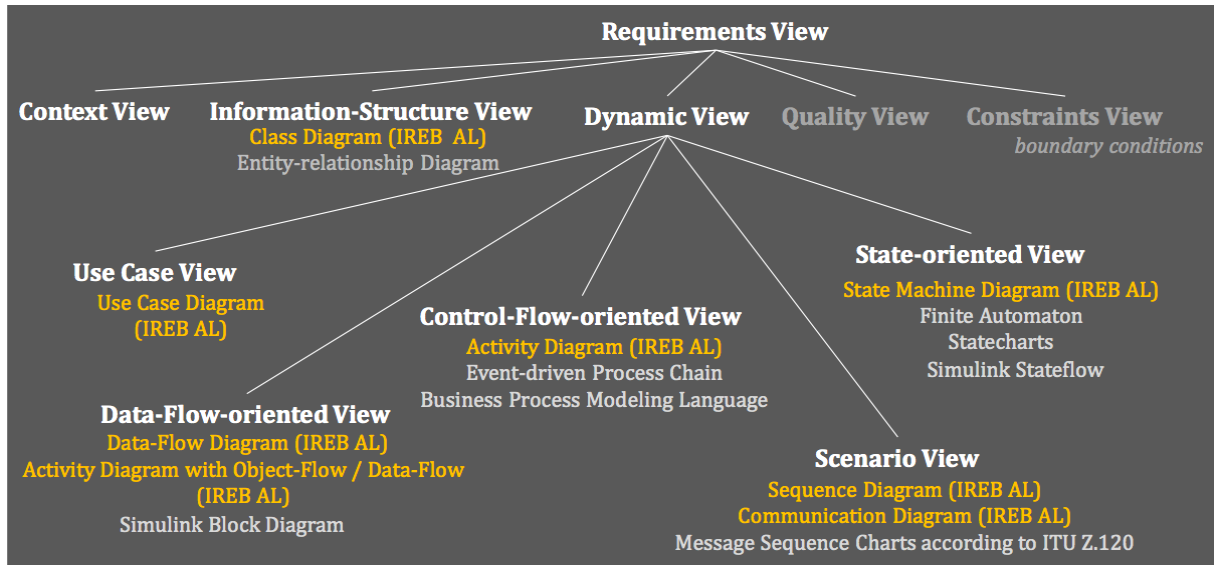 Requirements View
Context View
Information-Structure View
Class Diagram (IREB  AL)
Entity-relationship Diagram
Dynamic View
Quality View
Constraints View
boundary conditions
Use Case View
Use Case Diagram
(IREB AL)
State-oriented View
State Machine Diagram (IREB AL)
Finite Automaton
Statecharts
Simulink Stateflow
Control-Flow-oriented View
Activity Diagram (IREB AL)
Event-driven Process Chain
Business Process Modeling Language
Data-Flow-oriented View
Data-Flow Diagram (IREB AL)
Activity Diagram with Object-Flow / Data-Flow
(IREB AL)
Simulink Block Diagram
Scenario View
Sequence Diagram (IREB AL)
Communication Diagram (IREB AL)
Message Sequence Charts according to ITU Z.120